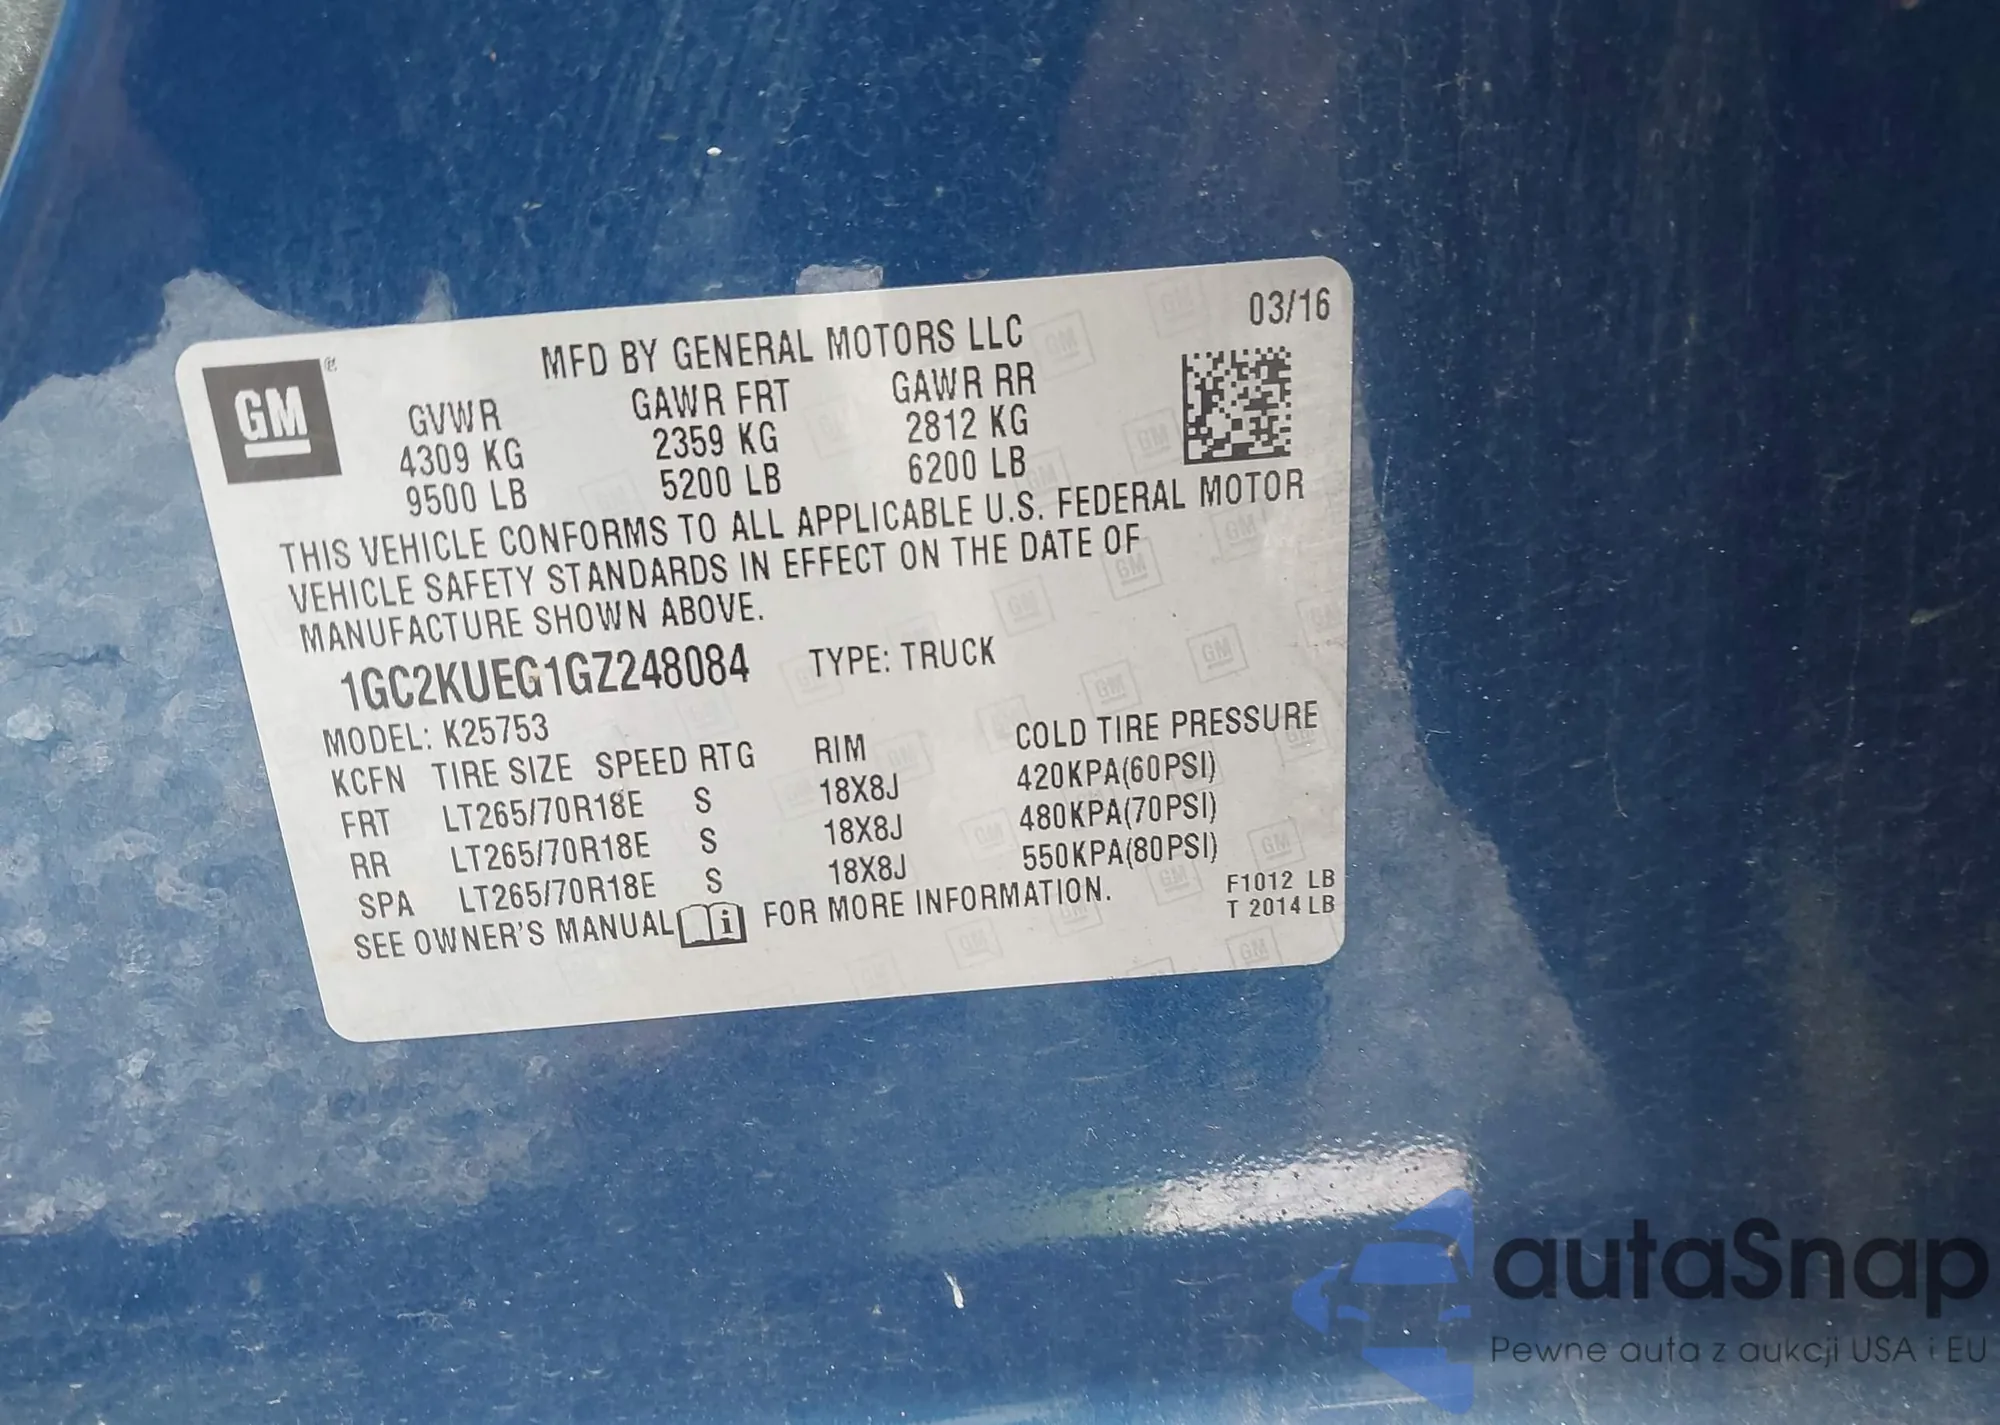 03/16
GM
MFD BY GENERAL MOTORS LLC
GVWR GAWR FRT GAWR RR
4309 KG 2359 KG 2812 KG
9500 LB 5200 LB 6200 LB
THIS VEHICLE CONFORMS TO ALL APPLICABLE U.S. FEDERAL MOTOR
VEHICLE SAFETY STANDARDS IN EFFECT ON THE DATE OF
MANUFACTURE SHOWN ABOVE.
1GC2KUEG1GZ248084 TYPE: TRUCK
MODEL: K25753
KCFN TIRE SIZE SPEED RTG RIM COLD TIRE PRESSURE
FRT LT265/70R18E S 18X8J 420KPA(60PSI)
RR LT265/70R18E S 18X8J 480KPA(70PSI)
SPA LT265/70R18E S 18X8J 550KPA(80PSI)
SEE OWNER'S MANUAL i FOR MORE INFORMATION.
F1012 LB
T 2014 LB
autaSnap
Pewne auta z aukcji USA i EU